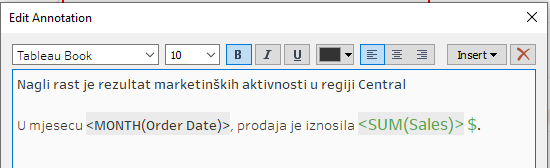 Edit Annotation
Tableau Book 10 B I U Insert
Nagli rast je rezultat marketinških aktivnosti u regiji Central
U mjesecu <MONTH(Order Date)>, prodaja je iznosila <SUM(Sales)> $.